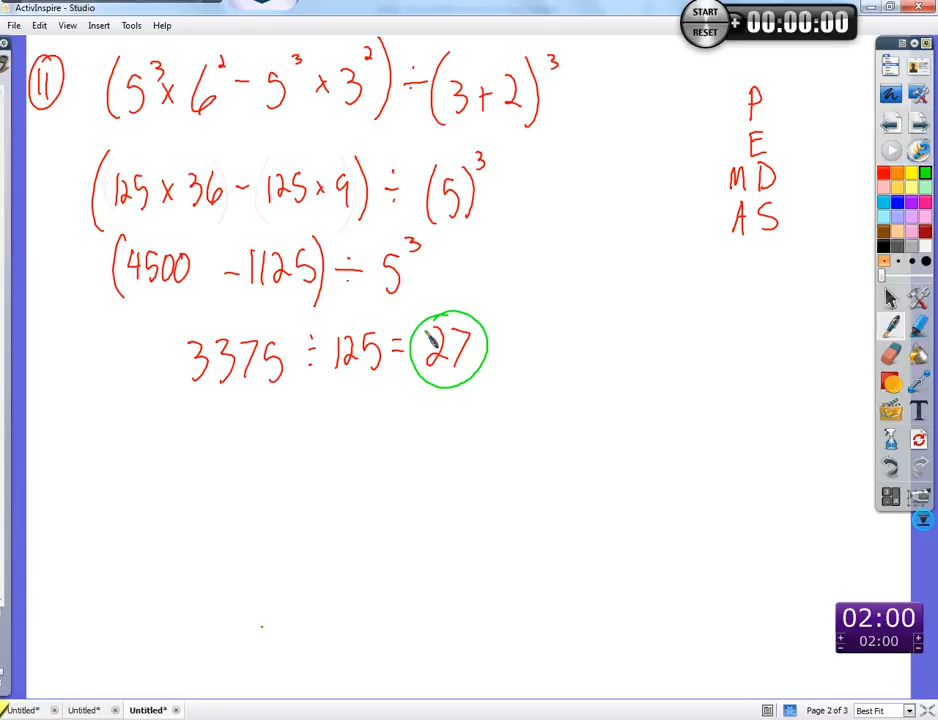 ActivInspire - Studio
File Edit View Insert Tools Help
START
RESET
+ 00:00:00
11
(5³ x 6² - 5³ x 3²) ÷ (3 + 2)³
P
E
M D
A S
(125 x 36 - 125 x 9) ÷ (5)³
(4500 - 1125) ÷ 5³
3375 ÷ 125 = 27
02:00
+ 02:00 +
Untitled* Untitled* Untitled*
Page 2 of 3 Best Fit